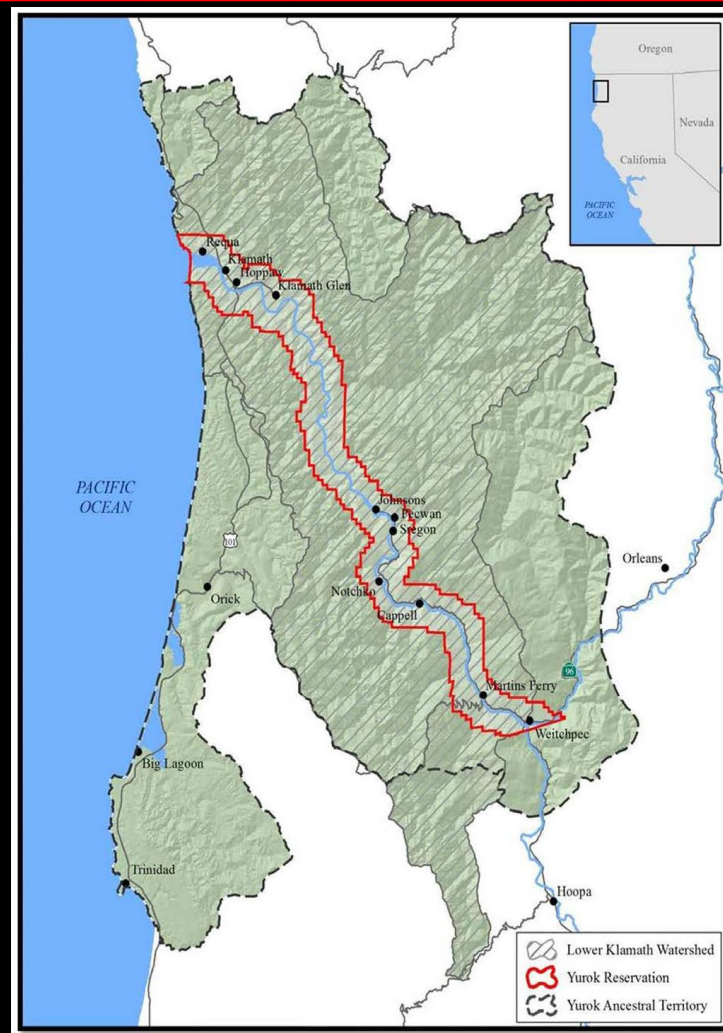 Oregon
Nevada
California
PACIFIC
OCEAN
Requa
Klamath
Hoppaw
Klamath Glen
PACIFIC
OCEAN
Johnsons
Pecwan
Sregon
101
Orleans
Notchko
Orick
Cappell
96
Martins Ferry
Weitchpec
Big Lagoon
Trinidad
Hoopa
Lower Klamath Watershed
Yurok Reservation
Yurok Ancestral Territory